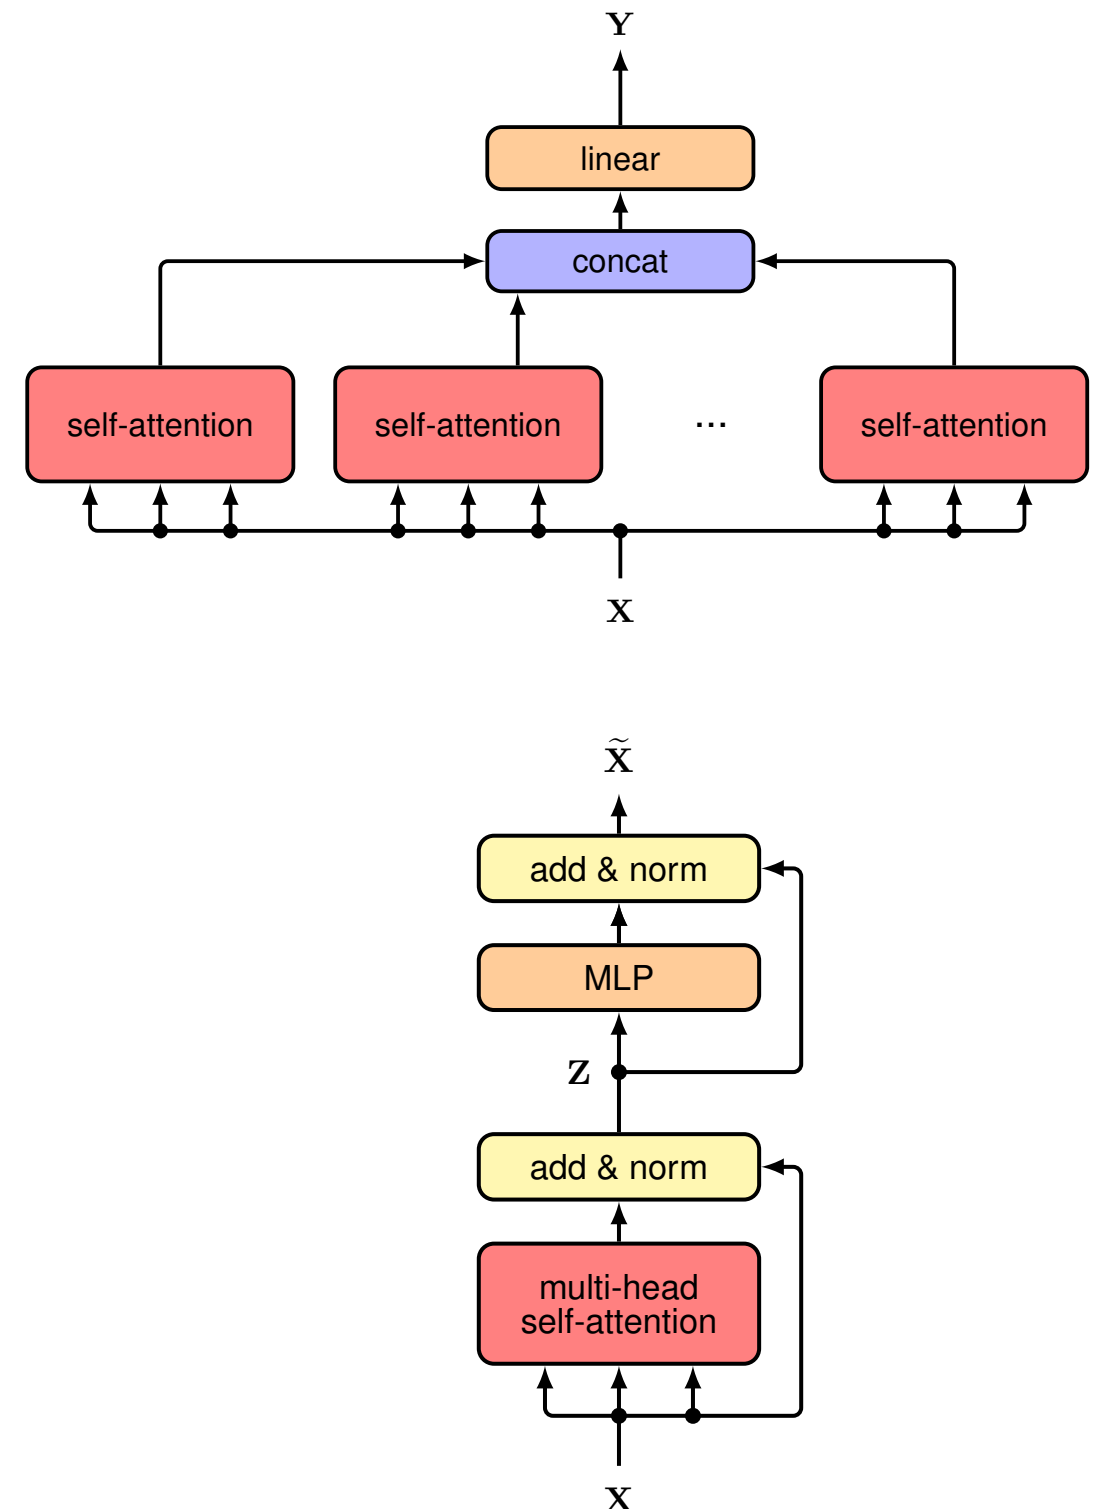 Y
linear
concat
self-attention
self-attention
...
self-attention
X
X̃
add & norm
MLP
Z
add & norm
multi-head
self-attention
X